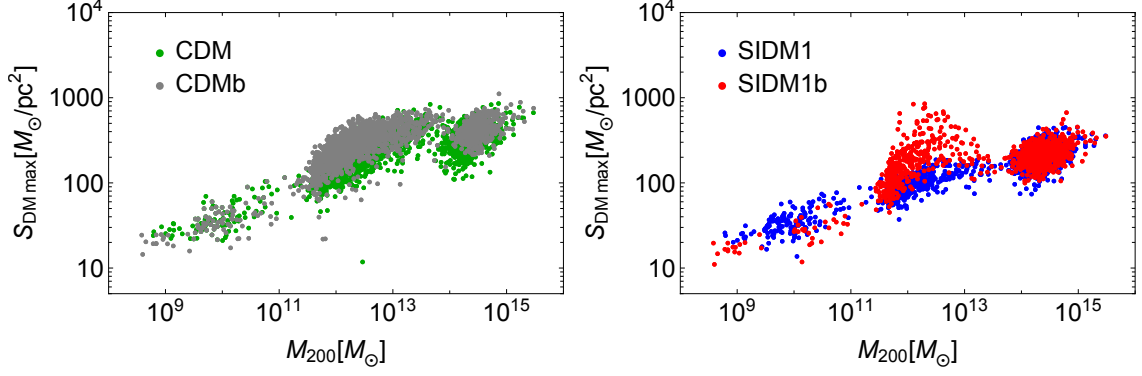 10⁴
1000
100
10
S_DM max[M_⊙/pc²]
CDM
CDMb
10⁹ 10¹¹ 10¹³ 10¹⁵
M₂₀₀[M_⊙]
10⁴
1000
100
10
S_DM max[M_⊙/pc²]
SIDM1
SIDM1b
10⁹ 10¹¹ 10¹³ 10¹⁵
M₂₀₀[M_⊙]